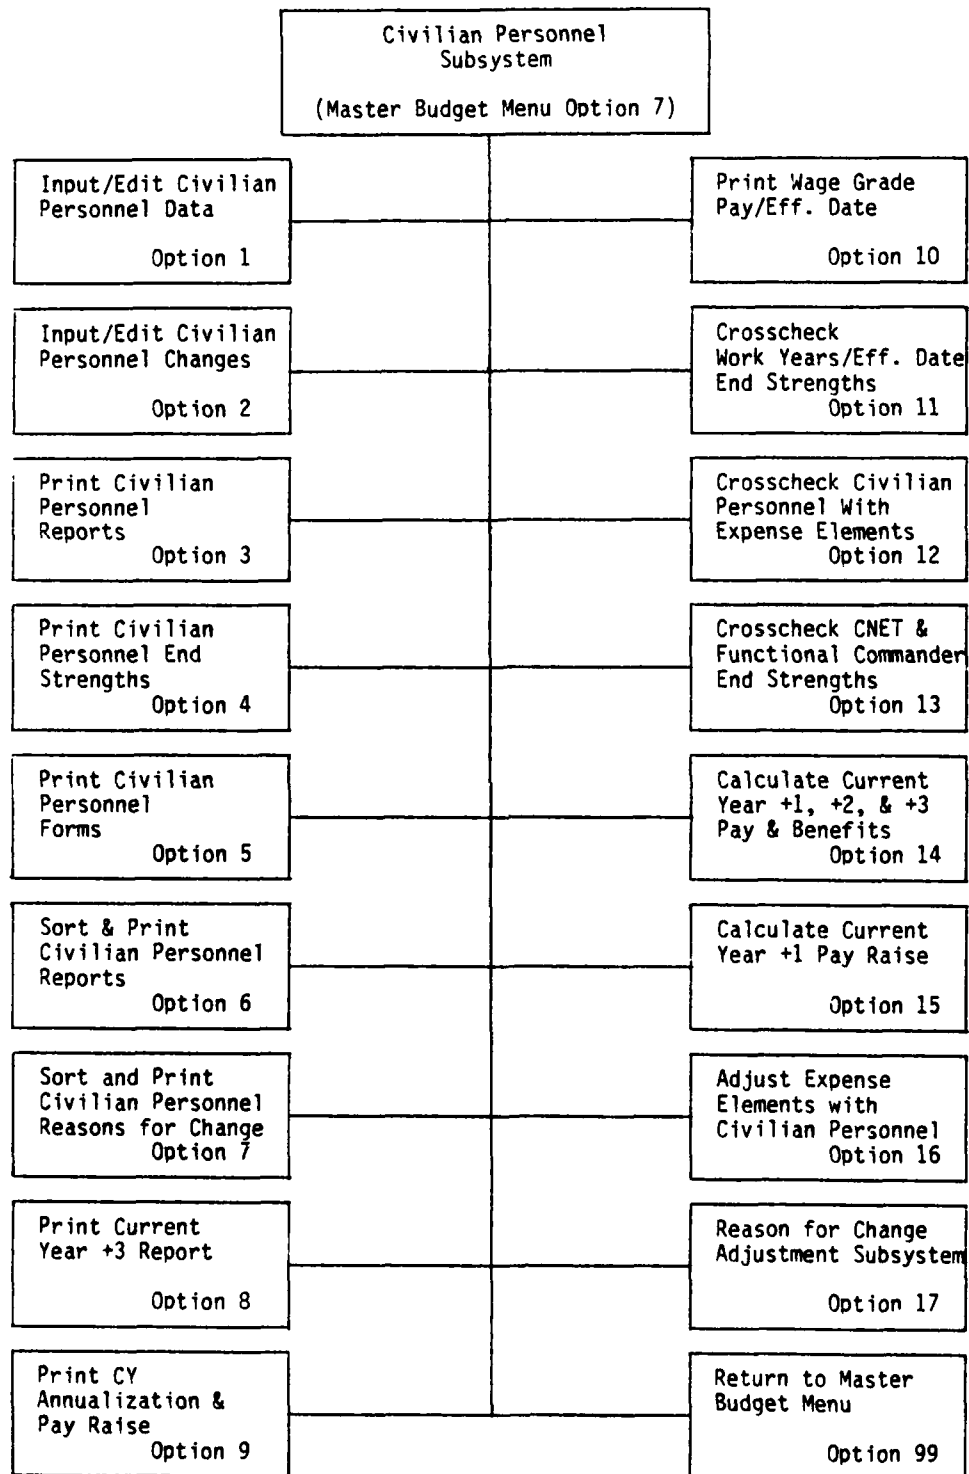 Civilian Personnel
Subsystem
(Master Budget Menu Option 7)
Input/Edit Civilian
Personnel Data
Option 1
Input/Edit Civilian
Personnel Changes
Option 2
Print Civilian
Personnel
Reports
Option 3
Print Civilian
Personnel End
Strengths
Option 4
Print Civilian
Personnel
Forms
Option 5
Sort & Print
Civilian Personnel
Reports
Option 6
Sort and Print
Civilian Personnel
Reasons for Change
Option 7
Print Current
Year +3 Report
Option 8
Print CY
Annualization &
Pay Raise
Option 9
Print Wage Grade
Pay/Eff. Date
Option 10
Crosscheck
Work Years/Eff. Date
End Strengths
Option 11
Crosscheck Civilian
Personnel With
Expense Elements
Option 12
Crosscheck CNET &
Functional Commander
End Strengths
Option 13
Calculate Current
Year +1, +2, & +3
Pay & Benefits
Option 14
Calculate Current
Year +1 Pay Raise
Option 15
Adjust Expense
Elements with
Civilian Personnel
Option 16
Reason for Change
Adjustment Subsystem
Option 17
Return to Master
Budget Menu
Option 99